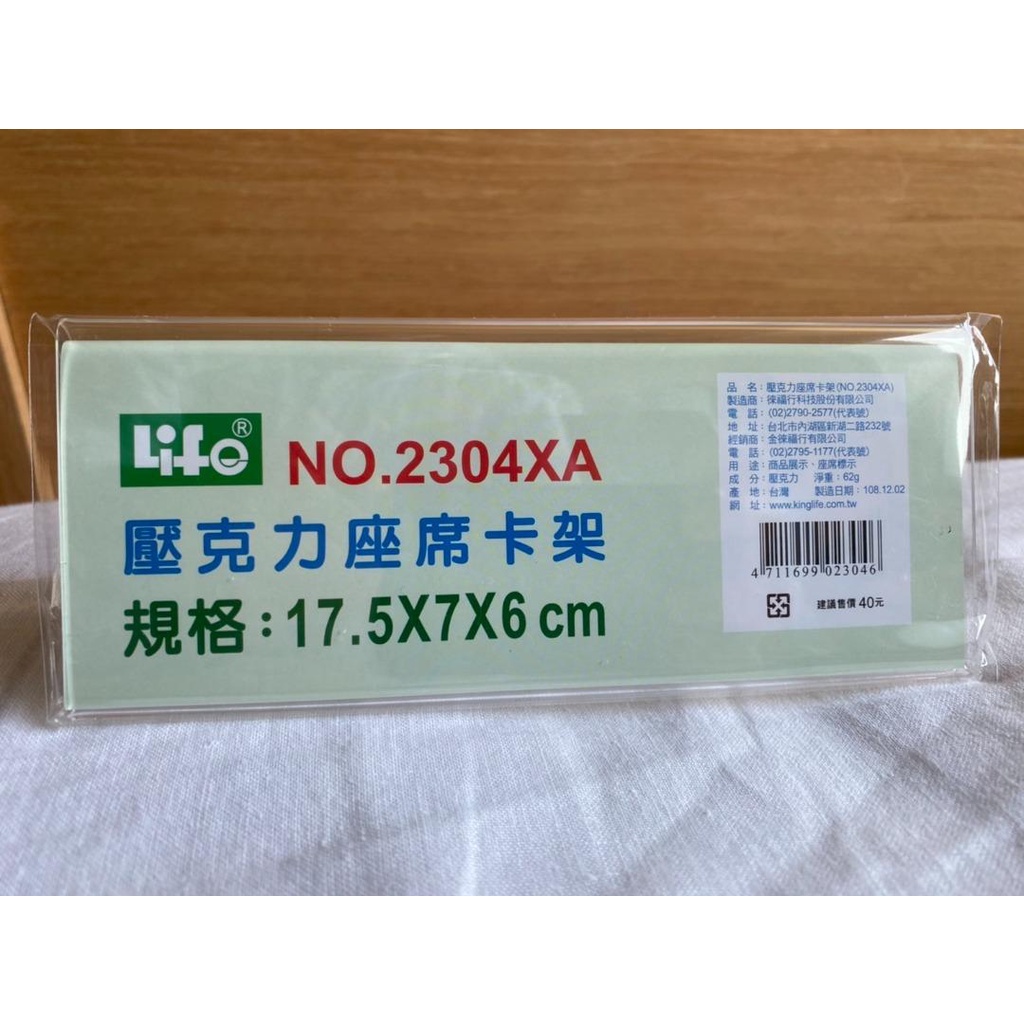 Life®
NO.2304XA
壓克力座席卡架
規格：17.5X7X6 cm
品 名：壓克力座席卡架(NO.2304XA)
製造商：徠福行科技股份有限公司
電 話：(02)2790-2577(代表號)
地 址：台北市內湖區新湖二路232號
經銷商：金徠福行有限公司
電 話：(02)2795-1177(代表號)
用 途：商品展示、座席標示
成 分：壓克力 淨重：62g
產 地：台灣 製造日期：108.12.02
網 址：www.kinglife.com.tw
4 711699 023046
建議售價 40元